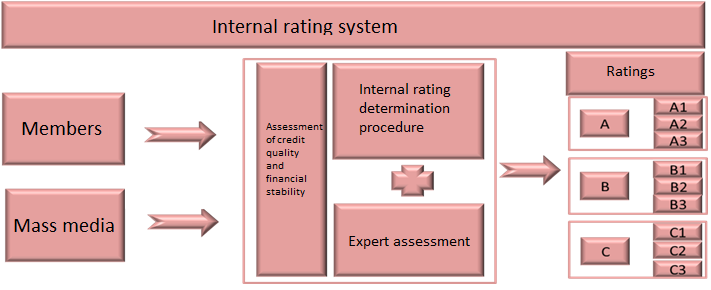 Internal rating system
Members
Mass media
Assessment
of credit
quality
and
financial
stability
Internal rating
determination
procedure
Expert assessment
Ratings
A
A1
A2
A3
B
B1
B2
B3
C
C1
C2
C3